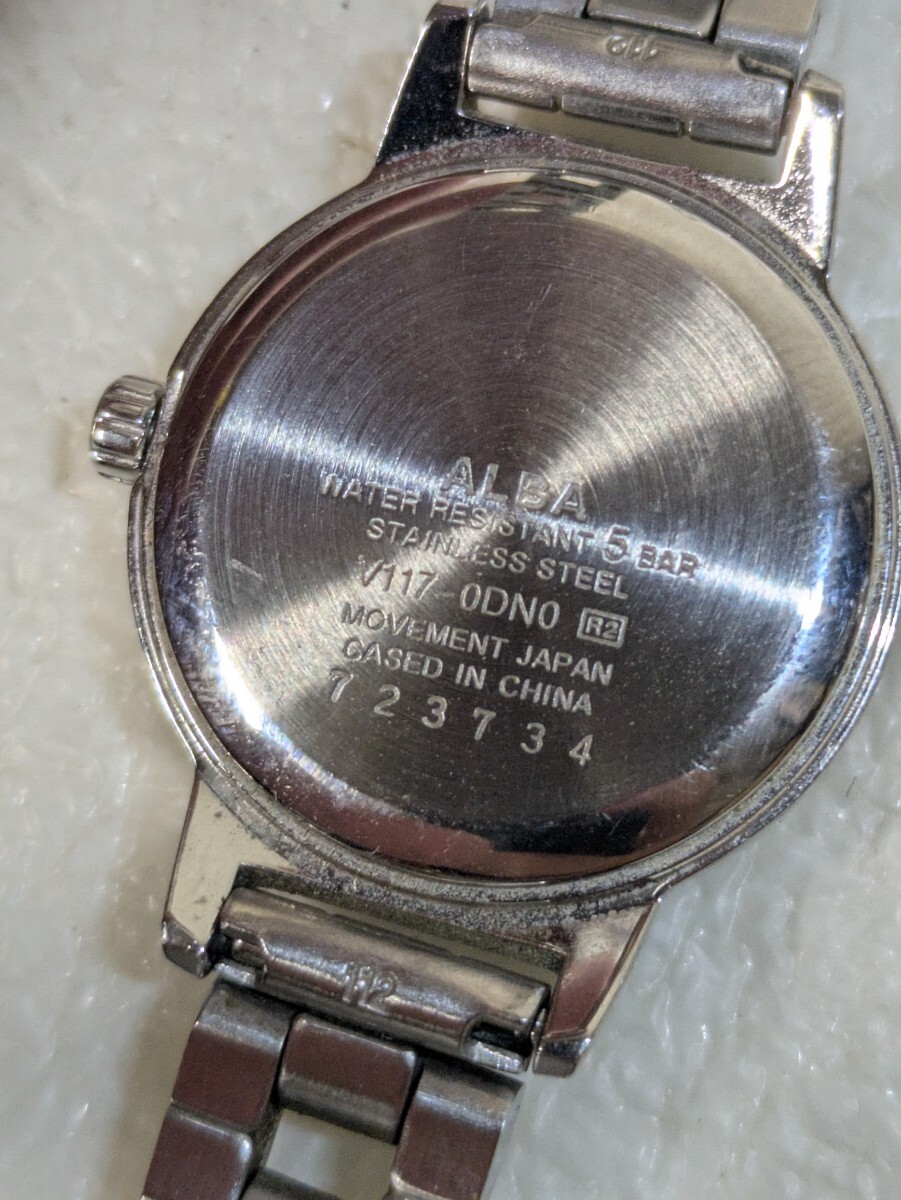 ALBA
WATER RESISTANT 5 BAR
STAINLESS STEEL
V117-0DN0 R2
MOVEMENT JAPAN
CASED IN CHINA
723734